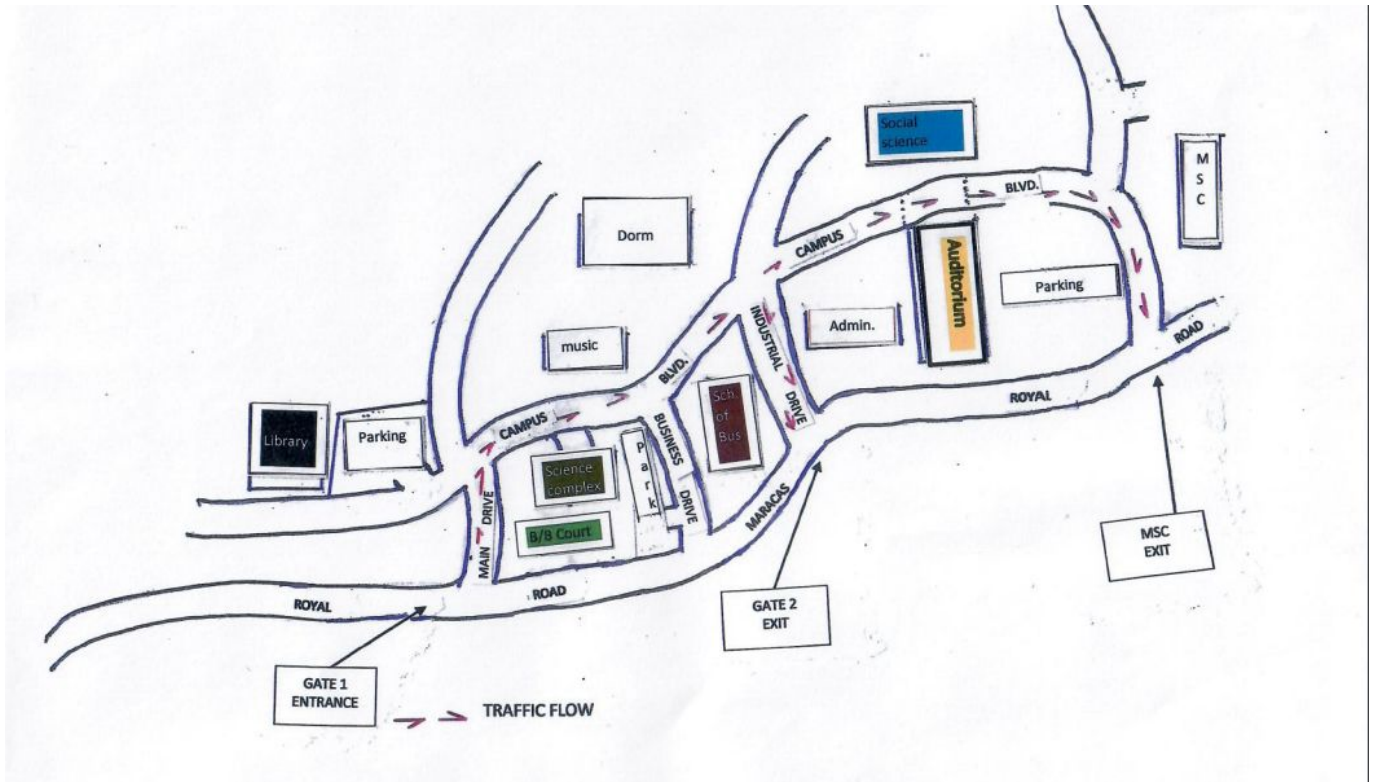 Social
science
M
S
C
BLVD.
CAMPUS
Dorm
Auditorium
Parking
INDUSTRIAL
DRIVE
Admin.
music
BLVD.
ROAD
ROYAL
Sch.
of
Bus
CAMPUS
BUSINESS
DRIVE
Library
Parking
Science
complex
P
a
r
k
MARACAS
B/B Court
MAIN
DRIVE
ROYAL
ROAD
MSC
EXIT
GATE 2
EXIT
GATE 1
ENTRANCE
TRAFFIC FLOW